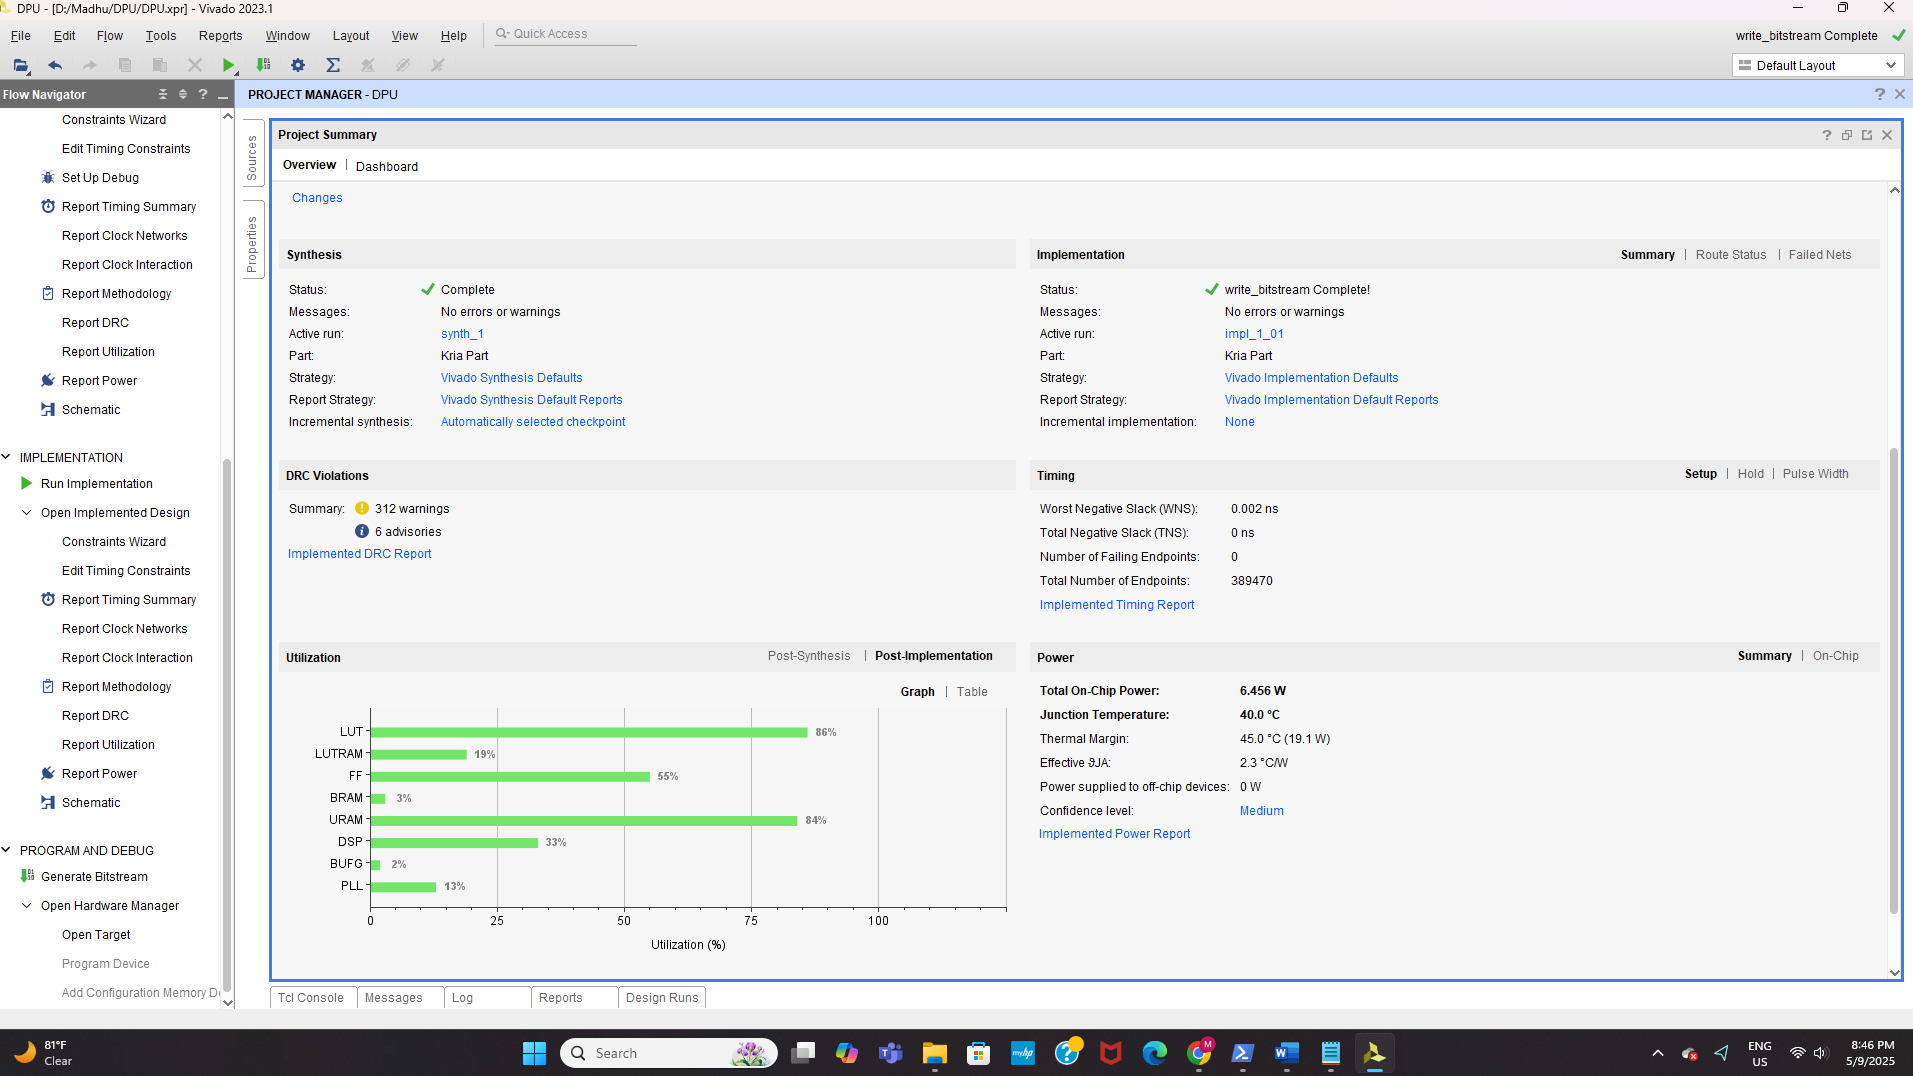 DPU - [D:/Madhu/DPU/DPU.xpr] - Vivado 2023.1
File Edit Flow Tools Reports Window Layout View Help Quick Access
write_bitstream Complete
Default Layout
Flow Navigator
Constraints Wizard
Edit Timing Constraints
Set Up Debug
Report Timing Summary
Report Clock Networks
Report Clock Interaction
Report Methodology
Report DRC
Report Utilization
Report Power
Schematic
IMPLEMENTATION
Run Implementation
Open Implemented Design
Constraints Wizard
Edit Timing Constraints
Report Timing Summary
Report Clock Networks
Report Clock Interaction
Report Methodology
Report DRC
Report Utilization
Report Power
Schematic
PROGRAM AND DEBUG
Generate Bitstream
Open Hardware Manager
Open Target
Program Device
Add Configuration Memory D
PROJECT MANAGER - DPU
Sources
Properties
Project Summary
Overview | Dashboard
Changes
Synthesis
Status: Complete
Messages: No errors or warnings
Active run: synth_1
Part: Kria Part
Strategy: Vivado Synthesis Defaults
Report Strategy: Vivado Synthesis Default Reports
Incremental synthesis: Automatically selected checkpoint
Implementation Summary | Route Status | Failed Nets
Status: write_bitstream Complete!
Messages: No errors or warnings
Active run: impl_1_01
Part: Kria Part
Strategy: Vivado Implementation Defaults
Report Strategy: Vivado Implementation Default Reports
Incremental implementation: None
DRC Violations
Summary: 312 warnings
6 advisories
Implemented DRC Report
Timing Setup | Hold | Pulse Width
Worst Negative Slack (WNS): 0.002 ns
Total Negative Slack (TNS): 0 ns
Number of Failing Endpoints: 0
Total Number of Endpoints: 389470
Implemented Timing Report
Utilization Post-Synthesis | Post-Implementation
Graph | Table
LUT 86%
LUTRAM 19%
FF 55%
BRAM 3%
URAM 84%
DSP 33%
BUFG 2%
PLL 13%
0 25 50 75 100
Utilization (%)
Power Summary | On-Chip
Total On-Chip Power: 6.456 W
Junction Temperature: 40.0 °C
Thermal Margin: 45.0 °C (19.1 W)
Effective ϑJA: 2.3 °C/W
Power supplied to off-chip devices: 0 W
Confidence level: Medium
Implemented Power Report
Tcl Console Messages Log Reports Design Runs
81°F
Clear
Search
myhp
M
ENG
US
8:46 PM
5/9/2025